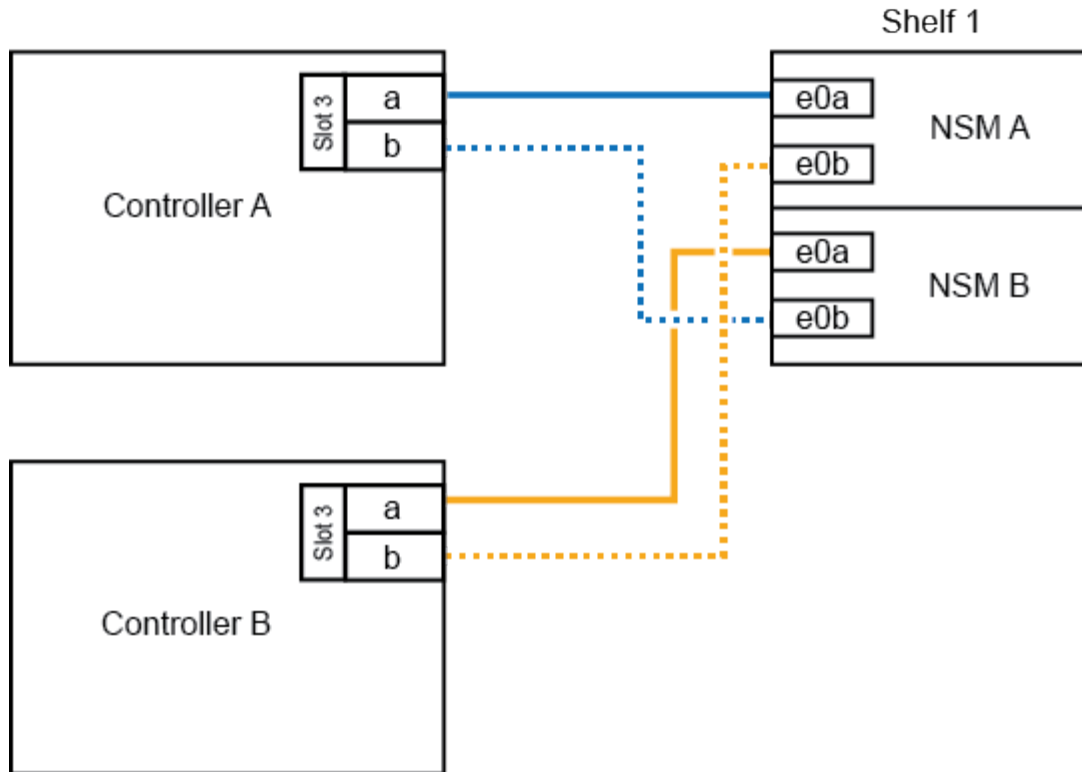 Shelf 1
Slot 3
a
b
Controller A
e0a
e0b
NSM A
e0a
e0b
NSM B
Slot 3
a
b
Controller B